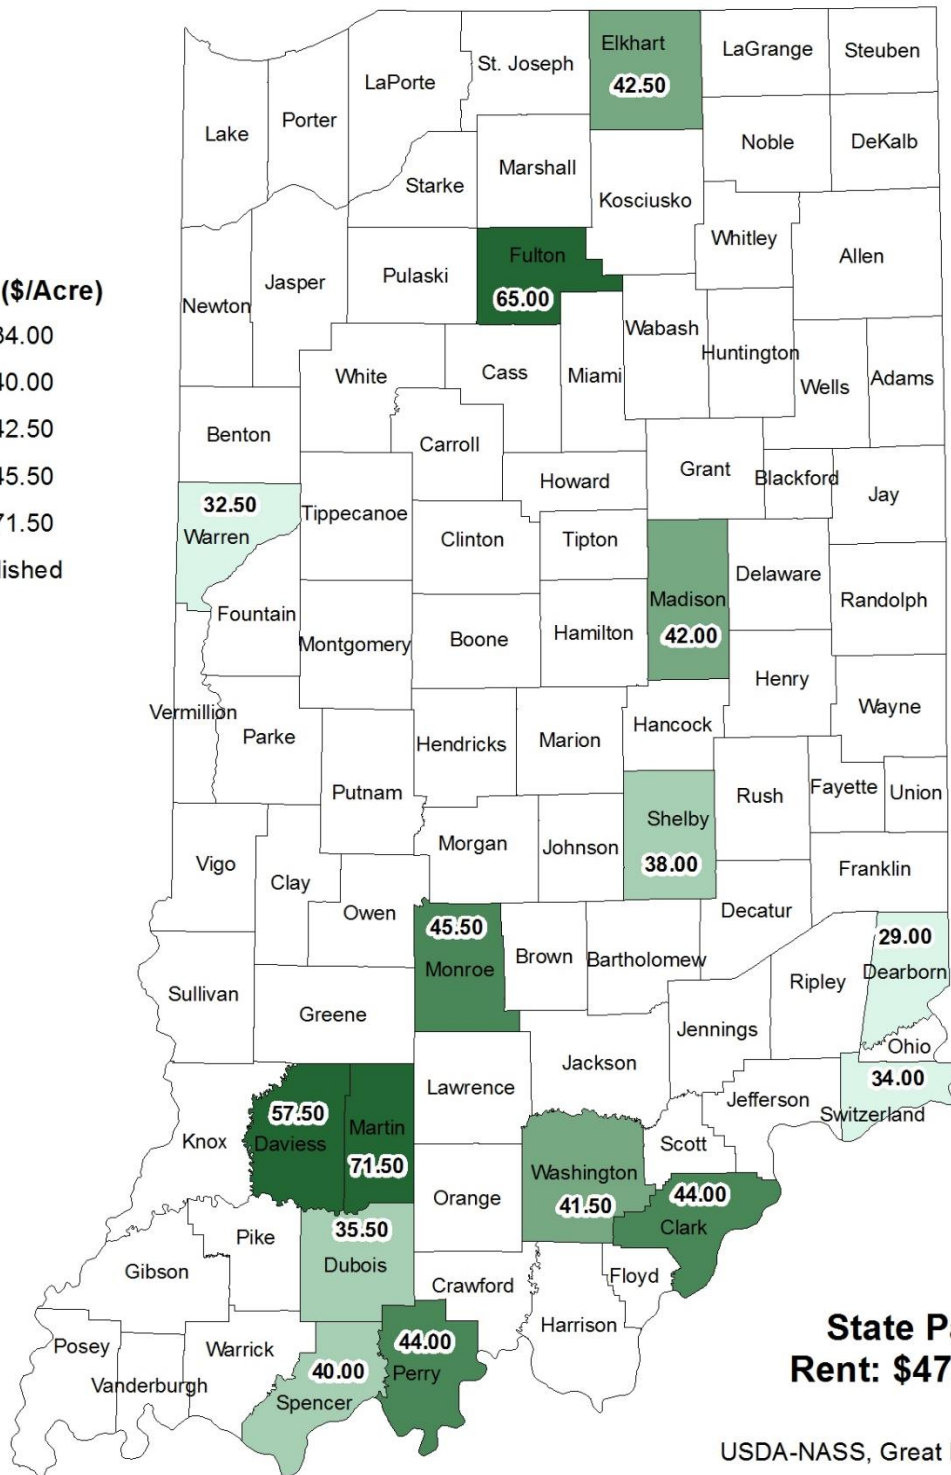 Elkhart
42.50
LaGrange
Steuben
St. Joseph
LaPorte
Porter
Lake
Noble
DeKalb
Marshall
Starke
Kosciusko
Whitley
Allen
Fulton
65.00
Pulaski
Jasper
Newton
($/Acre)
34.00
40.00
42.50
45.50
71.50
lished
Wabash
Huntington
Wells
Adams
White
Cass
Miami
Benton
Carroll
Grant
Blackford
Jay
Howard
32.50
Warren
Tippecanoe
Clinton
Tipton
Madison
42.00
Delaware
Randolph
Fountain
Montgomery
Boone
Hamilton
Henry
Wayne
Vermillion
Parke
Hendricks
Marion
Hancock
Putnam
Shelby
38.00
Rush
Fayette
Union
Morgan
Johnson
Franklin
Vigo
Clay
Owen
Decatur
45.50
Monroe
Brown
Bartholomew
29.00
Dearborn
Ripley
Sullivan
Greene
Jennings
Ohio
Jackson
34.00
Switzerland
Jefferson
Lawrence
57.50
Daviess
Martin
71.50
Knox
Scott
Washington
41.50
44.00
Clark
Orange
35.50
Dubois
Pike
Gibson
Crawford
Floyd
Harrison
Posey
Vanderburgh
Warrick
44.00
Perry
40.00
Spencer
State P
Rent: $47
USDA-NASS, Great